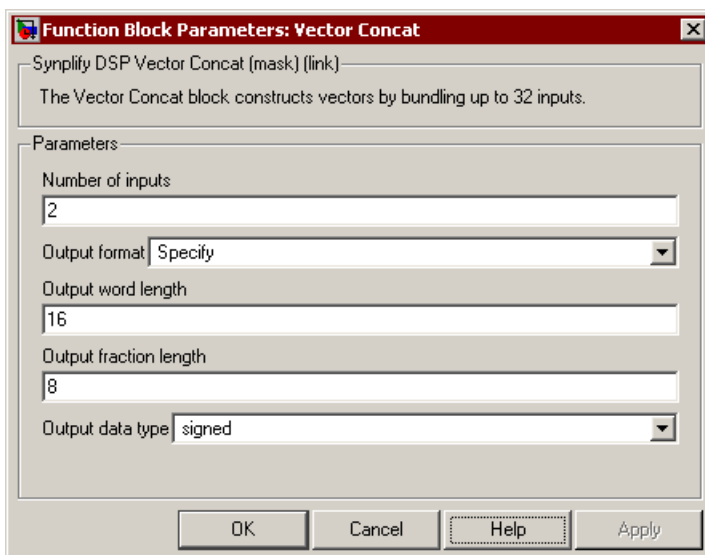 Function Block Parameters: Vector Concat
Synplify DSP Vector Concat (mask) (link)
The Vector Concat block constructs vectors by bundling up to 32 inputs.
Parameters
Number of inputs
2
Output format Specify
Output word length
16
Output fraction length
8
Output data type signed
OK Cancel Help Apply